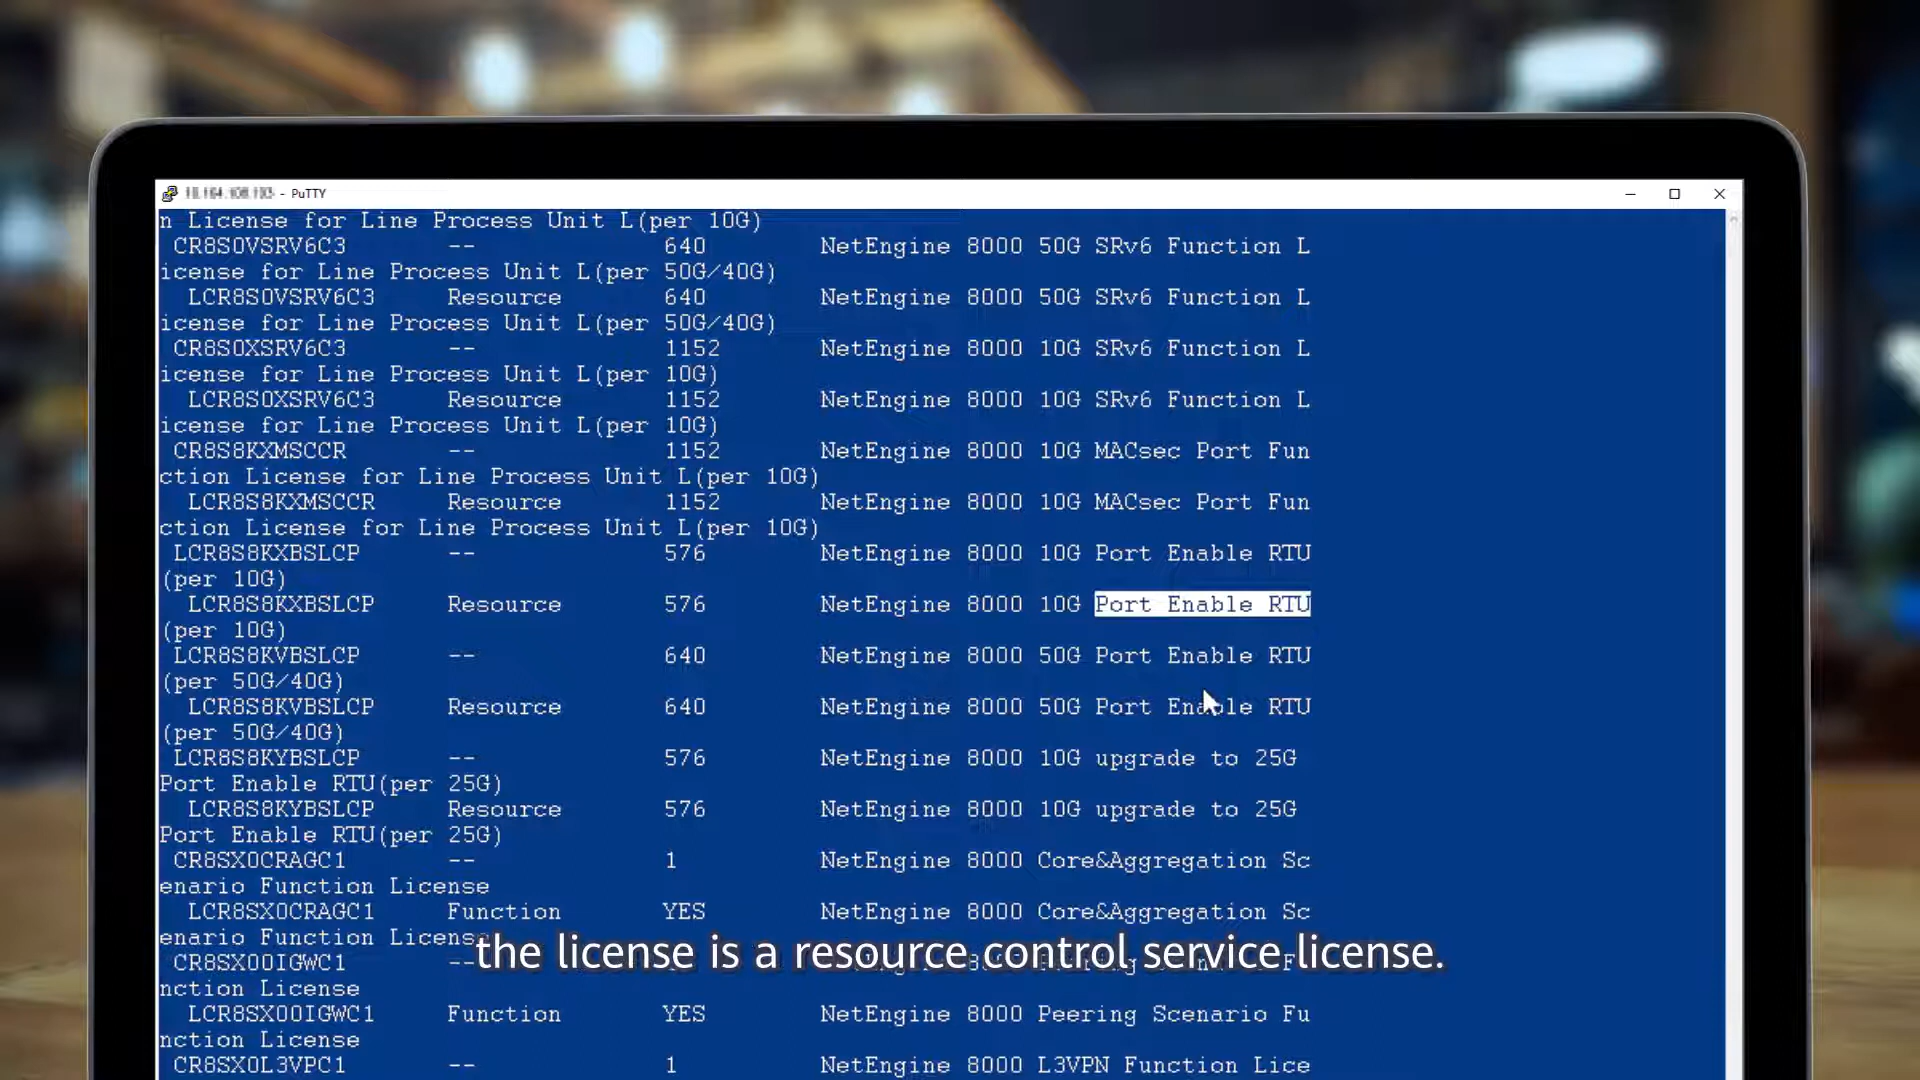 - PuTTY
n License for Line Process Unit L(per 10G)
CR8S0VSRV6C3 -- 640 NetEngine 8000 50G SRv6 Function L
icense for Line Process Unit L(per 50G/40G)
LCR8S0VSRV6C3 Resource 640 NetEngine 8000 50G SRv6 Function L
icense for Line Process Unit L(per 50G/40G)
CR8S0XSRV6C3 -- 1152 NetEngine 8000 10G SRv6 Function L
icense for Line Process Unit L(per 10G)
LCR8S0XSRV6C3 Resource 1152 NetEngine 8000 10G SRv6 Function L
icense for Line Process Unit L(per 10G)
CR8S8KXMSCCR -- 1152 NetEngine 8000 10G MACsec Port Fun
ction License for Line Process Unit L(per 10G)
LCR8S8KXMSCCR Resource 1152 NetEngine 8000 10G MACsec Port Fun
ction License for Line Process Unit L(per 10G)
LCR8S8KXBSLCP -- 576 NetEngine 8000 10G Port Enable RTU
(per 10G)
LCR8S8KXBSLCP Resource 576 NetEngine 8000 10G Port Enable RTU
(per 10G)
LCR8S8KVBSLCP -- 640 NetEngine 8000 50G Port Enable RTU
(per 50G/40G)
LCR8S8KVBSLCP Resource 640 NetEngine 8000 50G Port Enable RTU
(per 50G/40G)
LCR8S8KYBSLCP -- 576 NetEngine 8000 10G upgrade to 25G
Port Enable RTU(per 25G)
LCR8S8KYBSLCP Resource 576 NetEngine 8000 10G upgrade to 25G
Port Enable RTU(per 25G)
CR8SX0CRAGC1 -- 1 NetEngine 8000 Core&Aggregation Sc
enario Function License
LCR8SX0CRAGC1 Function YES NetEngine 8000 Core&Aggregation Sc
enario Function License
the license is a resource control service license.
CR8SX00IGWC1 --
nction License
LCR8SX00IGWC1 Function YES NetEngine 8000 Peering Scenario Fu
nction License
CR8SX0L3VPC1 -- 1 NetEngine 8000 L3VPN Function Lice